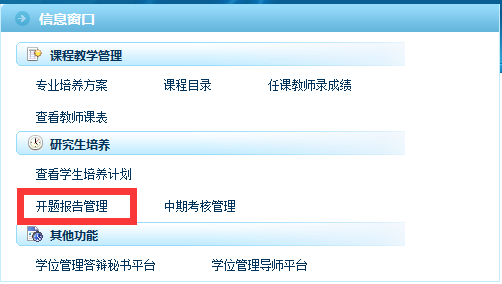 信息窗口
课程教学管理
专业培养方案 课程目录 任课教师录成绩
查看教师课表
研究生培养
查看学生培养计划
开题报告管理 中期考核管理
其他功能
学位管理答辩秘书平台 学位管理导师平台